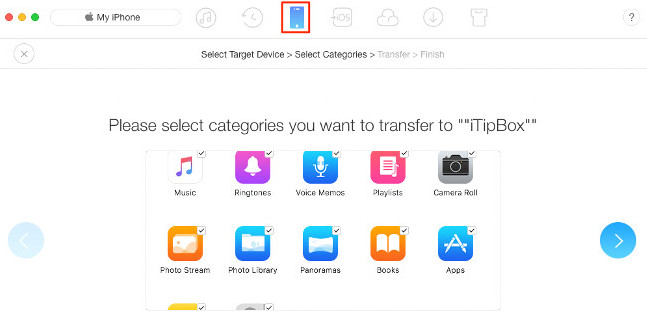 My iPhone
iOS
?
Select Target Device > Select Categories > Transfer > Finish
Please select categories you want to transfer to ""iTipBox""
Music Ringtones Voice Memos Playlists Camera Roll
Photo Stream Photo Library Panoramas Books Apps